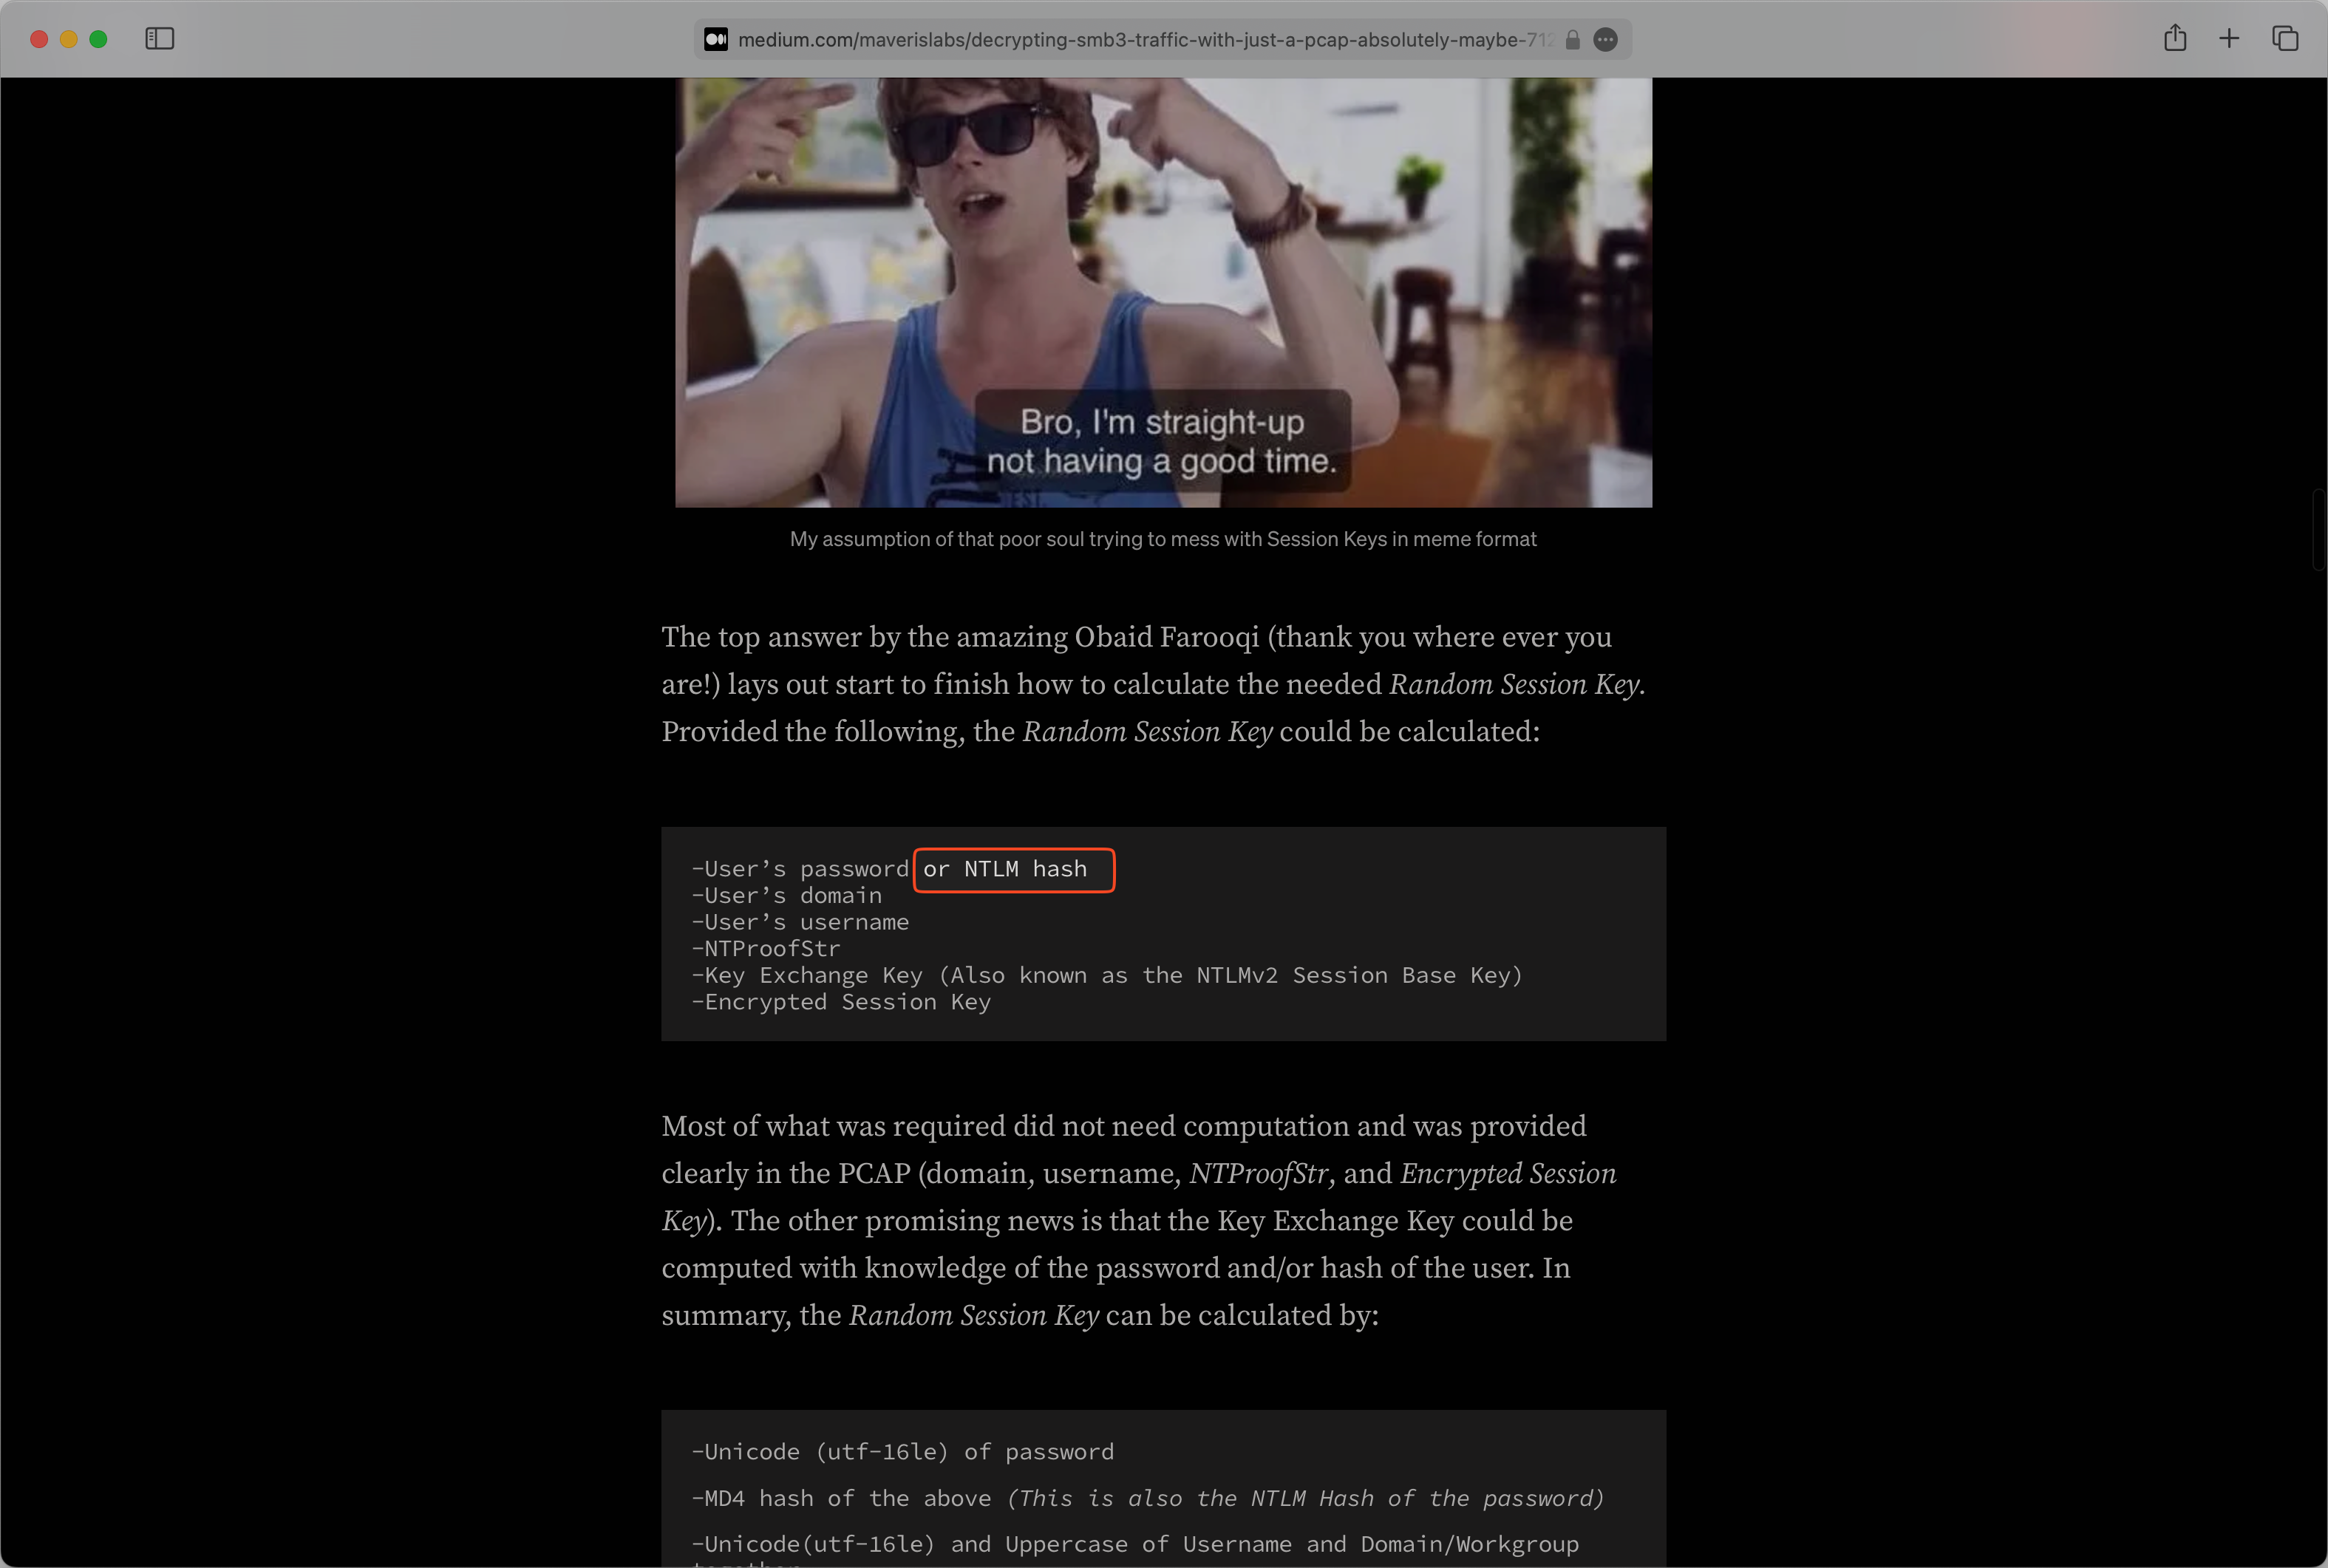 medium.com/maverislabs/decrypting-smb3-traffic-with-just-a-pcap-absolutely-maybe-712
Bro, I'm straight-up
not having a good time.
My assumption of that poor soul trying to mess with Session Keys in meme format
The top answer by the amazing Obaid Farooqi (thank you where ever you
are!) lays out start to finish how to calculate the needed Random Session Key.
Provided the following, the Random Session Key could be calculated:
-User’s password or NTLM hash
-User’s domain
-User’s username
-NTProofStr
-Key Exchange Key (Also known as the NTLMv2 Session Base Key)
-Encrypted Session Key
Most of what was required did not need computation and was provided
clearly in the PCAP (domain, username, NTProofStr, and Encrypted Session
Key). The other promising news is that the Key Exchange Key could be
computed with knowledge of the password and/or hash of the user. In
summary, the Random Session Key can be calculated by:
-Unicode (utf-16le) of password
-MD4 hash of the above (This is also the NTLM Hash of the password)
-Unicode(utf-16le) and Uppercase of Username and Domain/Workgroup